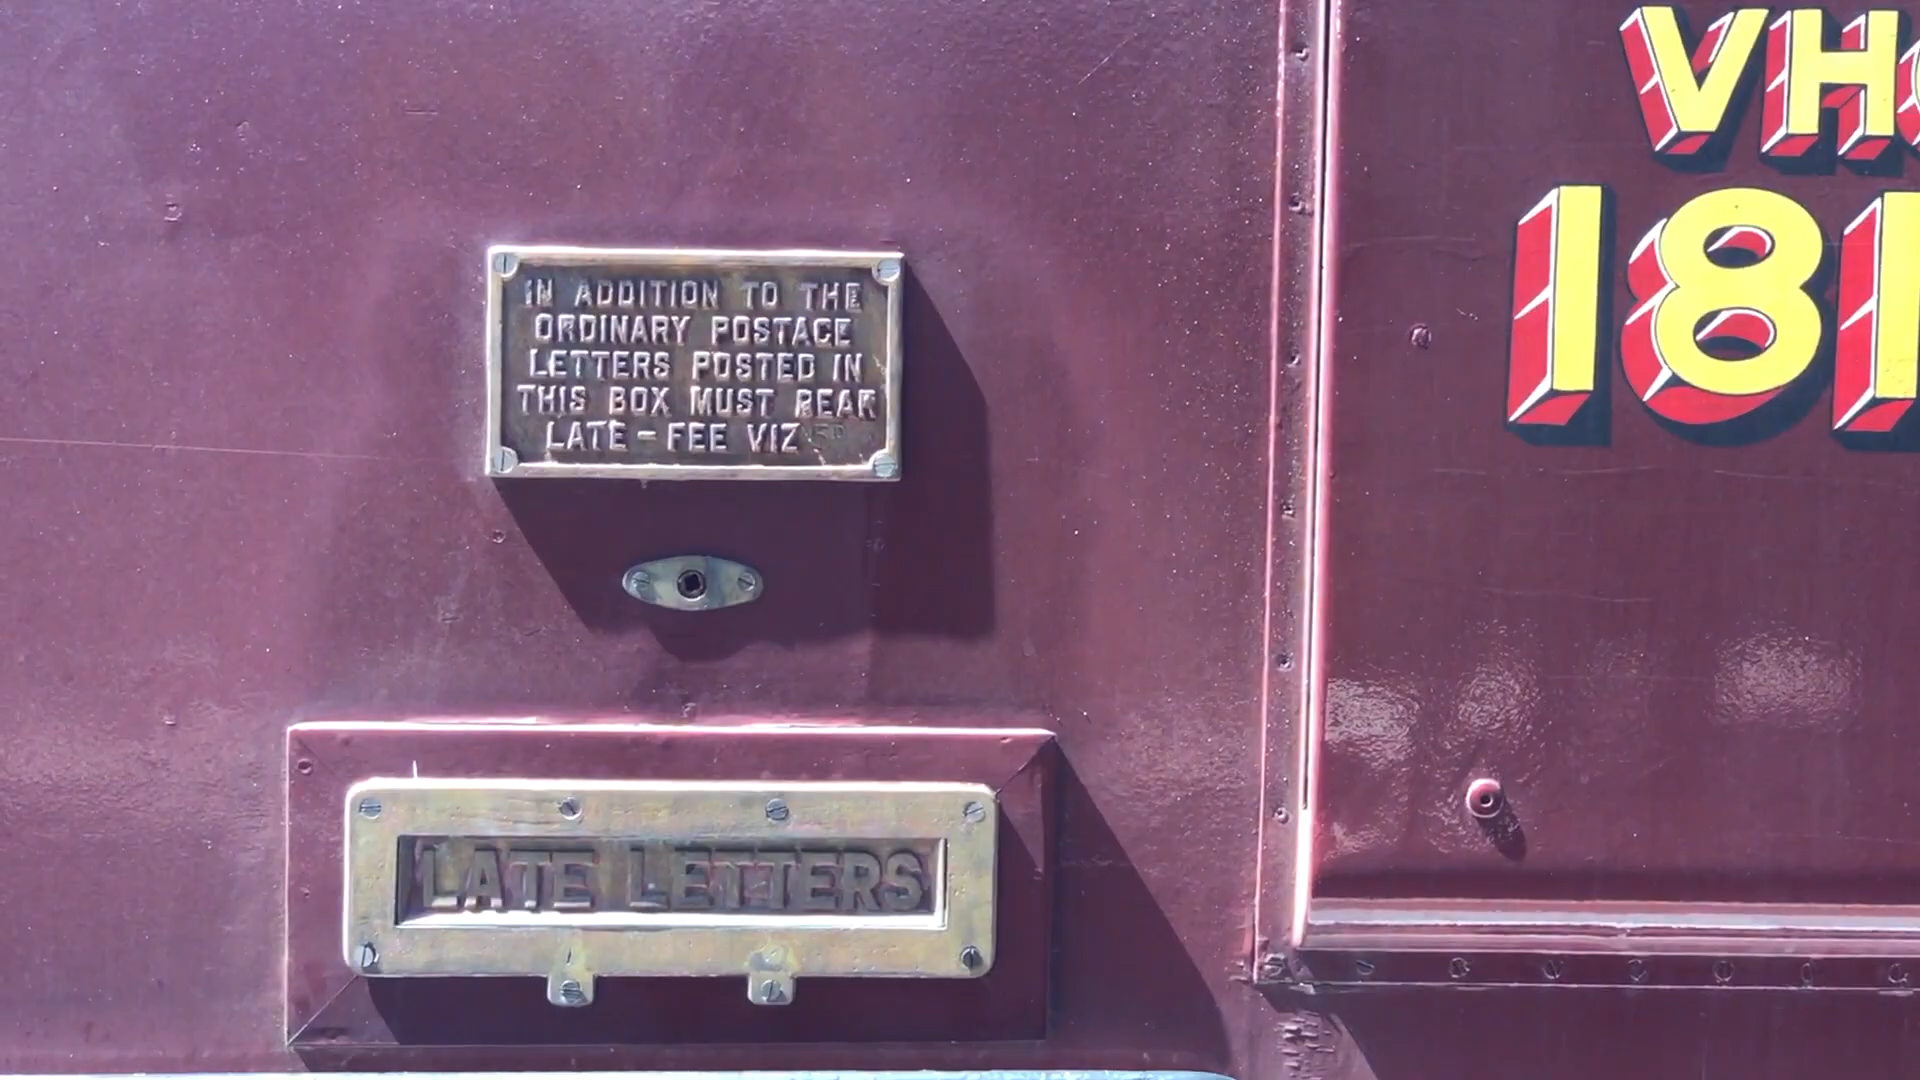 IN ADDITION TO THE
ORDINARY POSTAGE
LETTERS POSTED IN
THIS BOX MUST BEAR
LATE - FEE VIZ
LATE LETTERS
VH
181